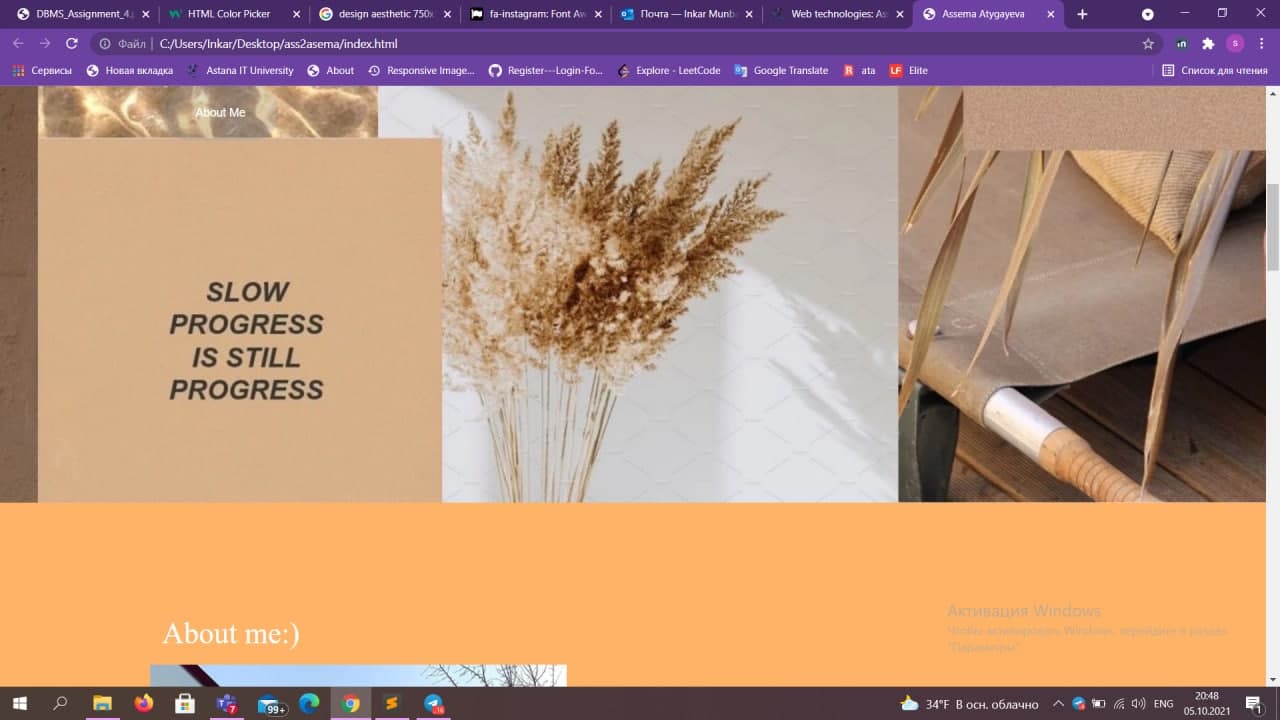 DBMS_Assignment_4.p
HTML Color Picker
design aesthetic 750x
fa-instagram: Font Aw
Почта — Inkar Munb
Web technologies: As
Assema Atygayeva
Файл
C:/Users/Inkar/Desktop/ass2asema/index.html
Сервисы
Новая вкладка
Astana IT University
About
Responsive Image...
Register---Login-Fo...
Explore - LeetCode
Google Translate
ata
Elite
Список для чтения
About Me
SLOW
PROGRESS
IS STILL
PROGRESS
About me:)
Активация Windows
Чтобы активировать Windows, перейдите в раздел
"Параметры".
7
99+
34°F В осн. облачно
ENG
20:48
05.10.2021
1